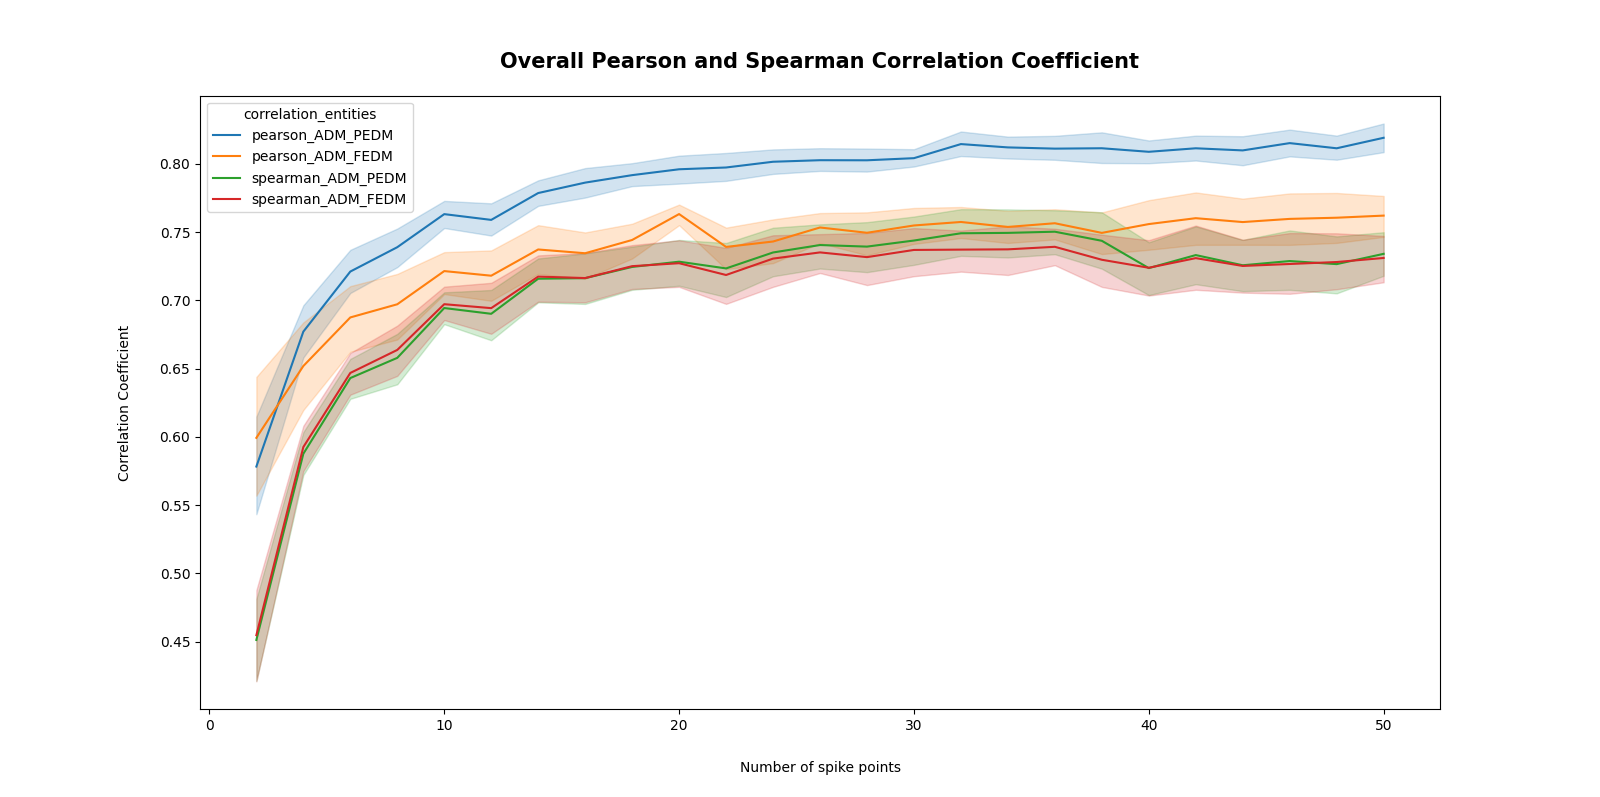 Overall Pearson and Spearman Correlation Coefficient
correlation_entities
pearson_ADM_PEDM
pearson_ADM_FEDM
spearman_ADM_PEDM
spearman_ADM_FEDM
Correlation Coefficient
0.80
0.75
0.70
0.65
0.60
0.55
0.50
0.45
0 10 20 30 40 50
Number of spike points